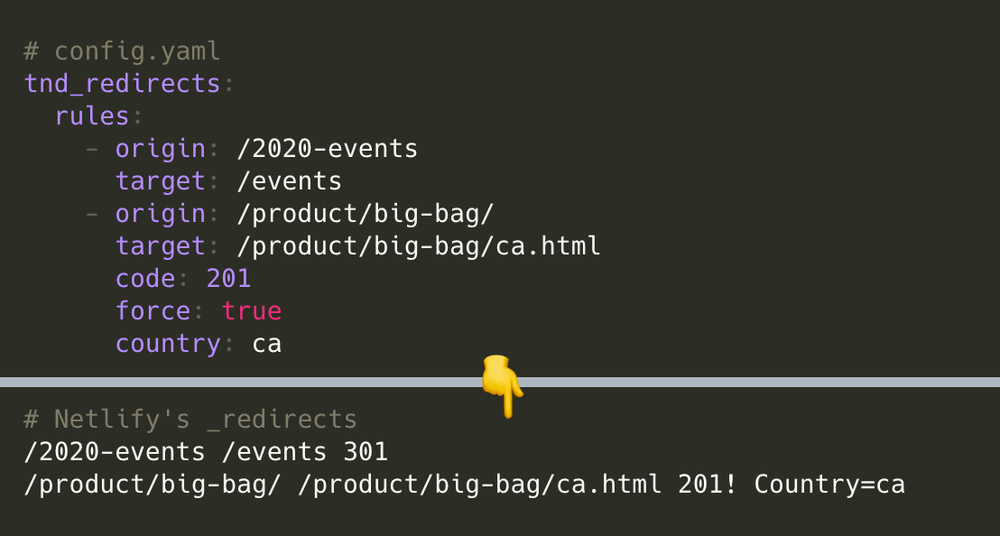 # config.yaml
tnd_redirects:
  rules:
    - origin: /2020-events
      target: /events
    - origin: /product/big-bag/
      target: /product/big-bag/ca.html
      code: 201
      force: true
      country: ca
# Netlify's _redirects
/2020-events /events 301
/product/big-bag/ /product/big-bag/ca.html 201! Country=ca